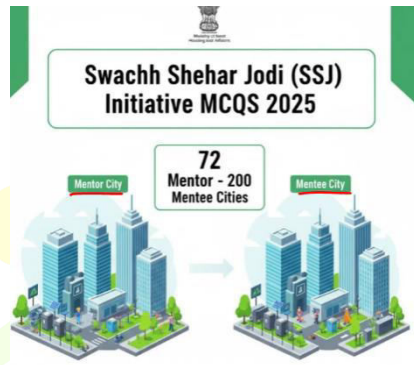 Swachh Shehar Jodi (SSJ)
Initiative MCQS 2025
72
Mentor - 200
Mentee Cities
Mentor City
Mentee City